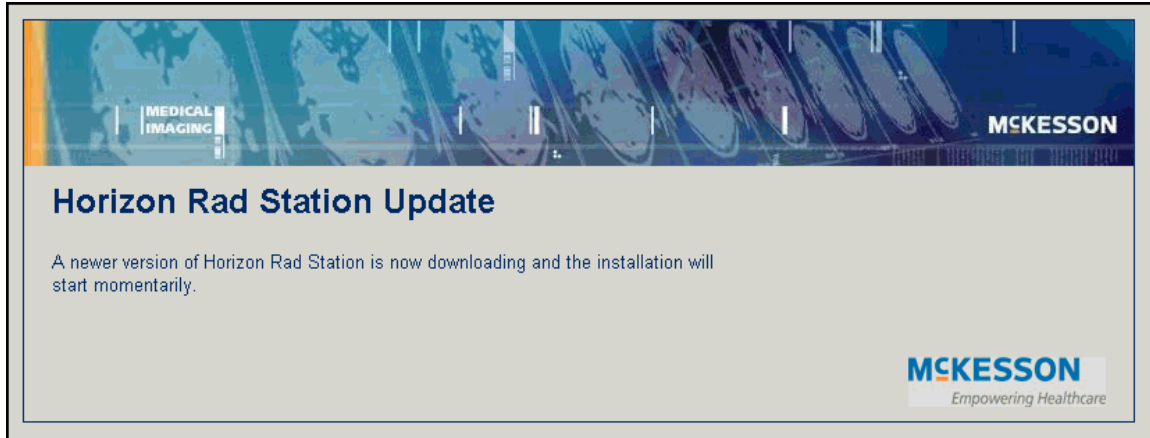 MEDICAL
IMAGING
MCKESSON
Horizon Rad Station Update
A newer version of Horizon Rad Station is now downloading and the installation will
start momentarily.
MCKESSON
Empowering Healthcare